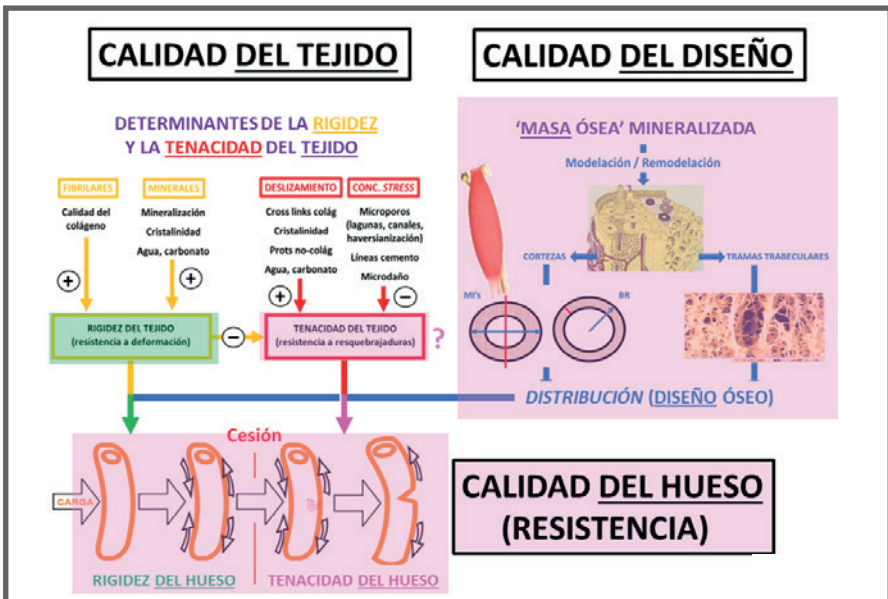 CALIDAD DEL TEJIDO
DETERMINANTES DE LA RIGIDEZ
Y LA TENACIDAD DEL TEJIDO
FIBRILARES
Calidad del
colágeno
+
MINERALES
Mineralización
Cristalinidad
Agua, carbonato
+
DESLIZAMIENTO
Cross links colág
Cristalinidad
Prots no-colág
Agua, carbonato
+
CONC. STRESS
Microporos
(lagunas, canales,
haversianización)
Líneas cemento
Microdaño
−
RIGIDEZ DEL TEJIDO
(resistencia a deformación)
−
TENACIDAD DEL TEJIDO
(resistencia a resquebrajaduras)
?
CALIDAD DEL DISEÑO
‘MASA ÓSEA’ MINERALIZADA
Modelación / Remodelación
CORTEZAS
TRAMAS TRABECULARES
MI's
BR
DISTRIBUCIÓN (DISEÑO ÓSEO)
Cesión
CARGA
RIGIDEZ DEL HUESO
TENACIDAD DEL HUESO
CALIDAD DEL HUESO
(RESISTENCIA)